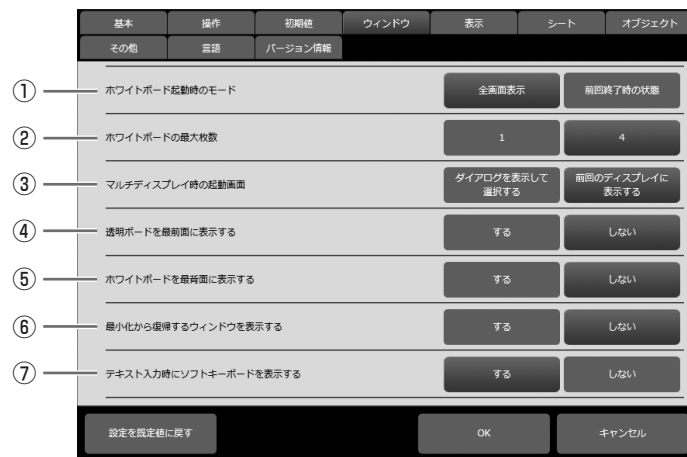 基本 操作 初期値 ウィンドウ 表示 シート オブジェクト
その他 言語 バージョン情報
① ホワイトボード起動時のモード 全画面表示 前回終了時の状態
② ホワイトボードの最大枚数 1 4
③ マルチディスプレイ時の起動画面 ダイアログを表示して 選択する 前回のディスプレイに 表示する
④ 透明ボードを最前面に表示する する しない
⑤ ホワイトボードを最背面に表示する する しない
⑥ 最小化から復帰するウィンドウを表示する する しない
⑦ テキスト入力時にソフトキーボードを表示する する しない
設定を既定値に戻す OK キャンセル